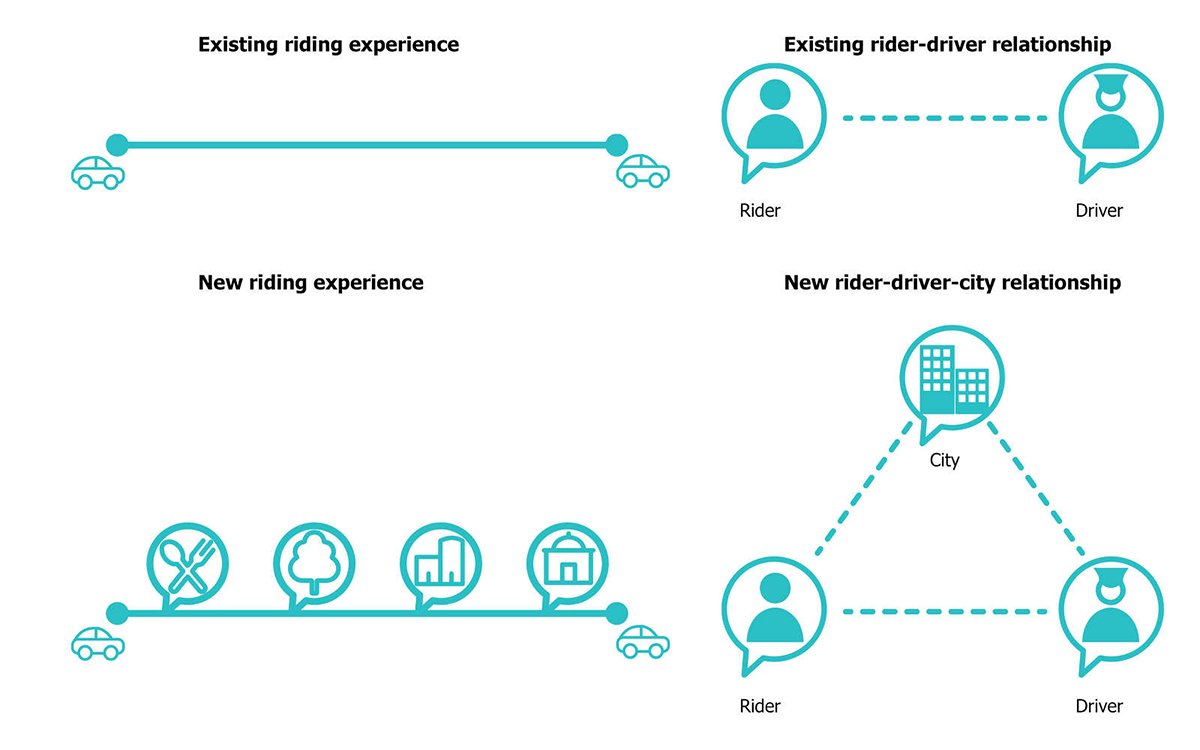 Existing riding experience
Existing rider-driver relationship
Rider
Driver
New riding experience
New rider-driver-city relationship
City
Rider
Driver